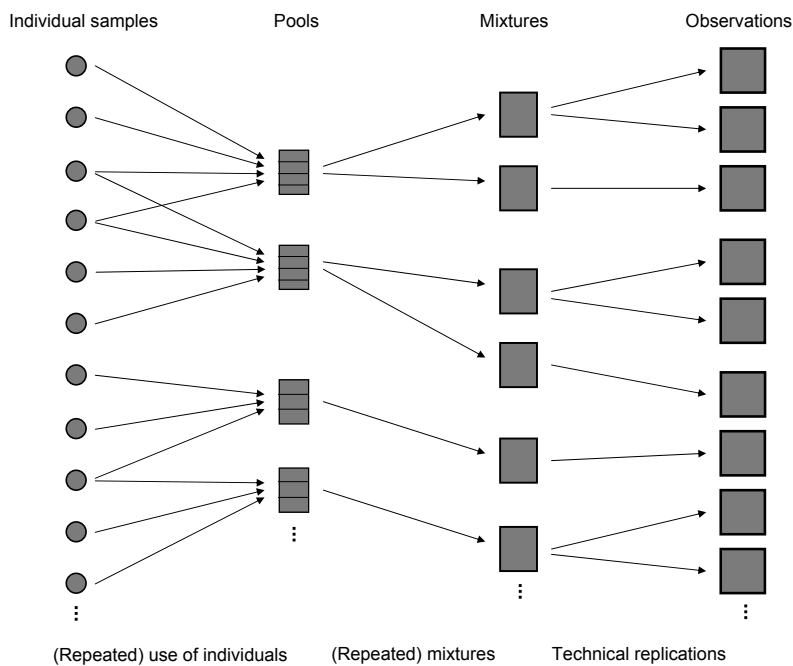 Individual samples
Pools
Mixtures
Observations
(Repeated) use of individuals
(Repeated) mixtures
Technical replications